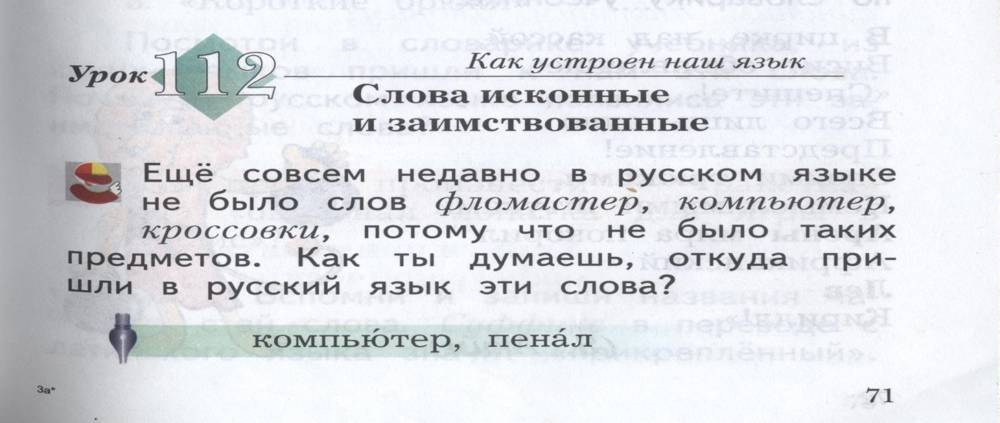 Урок 112
Как устроен наш язык
Слова исконные
и заимствованные
Ещё совсем недавно в русском языке
не было слов фломастер, компьютер,
кроссовки, потому что не было таких
предметов. Как ты думаешь, откуда при-
шли в русский язык эти слова?
компью́тер, пена́л
3а*
71